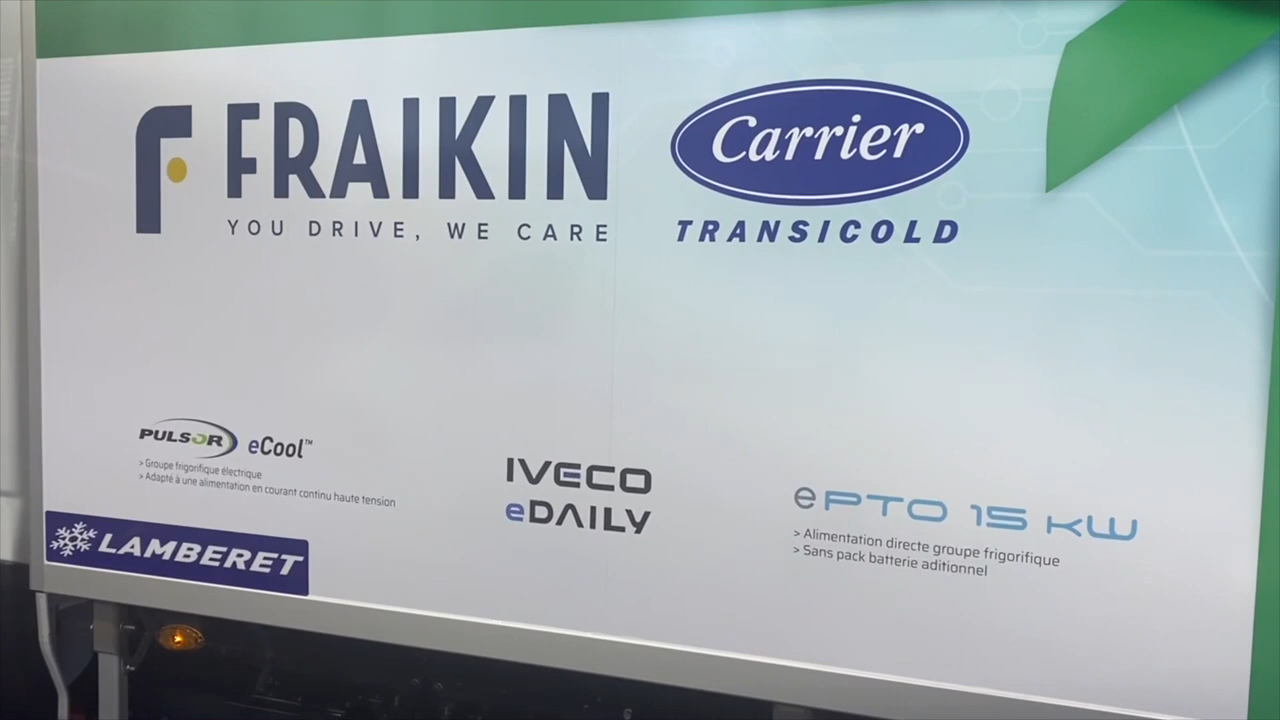 FRAIKIN
YOU DRIVE, WE CARE
Carrier
TRANSICOLD
PULSOR eCool™
> Groupe frigorifique électrique
> Adapté à une alimentation en courant continu haute tension
LAMBERET
IVECO
eDAILY
ePTO 15 kW
> Alimentation directe groupe frigorifique
> Sans pack batterie aditionnel